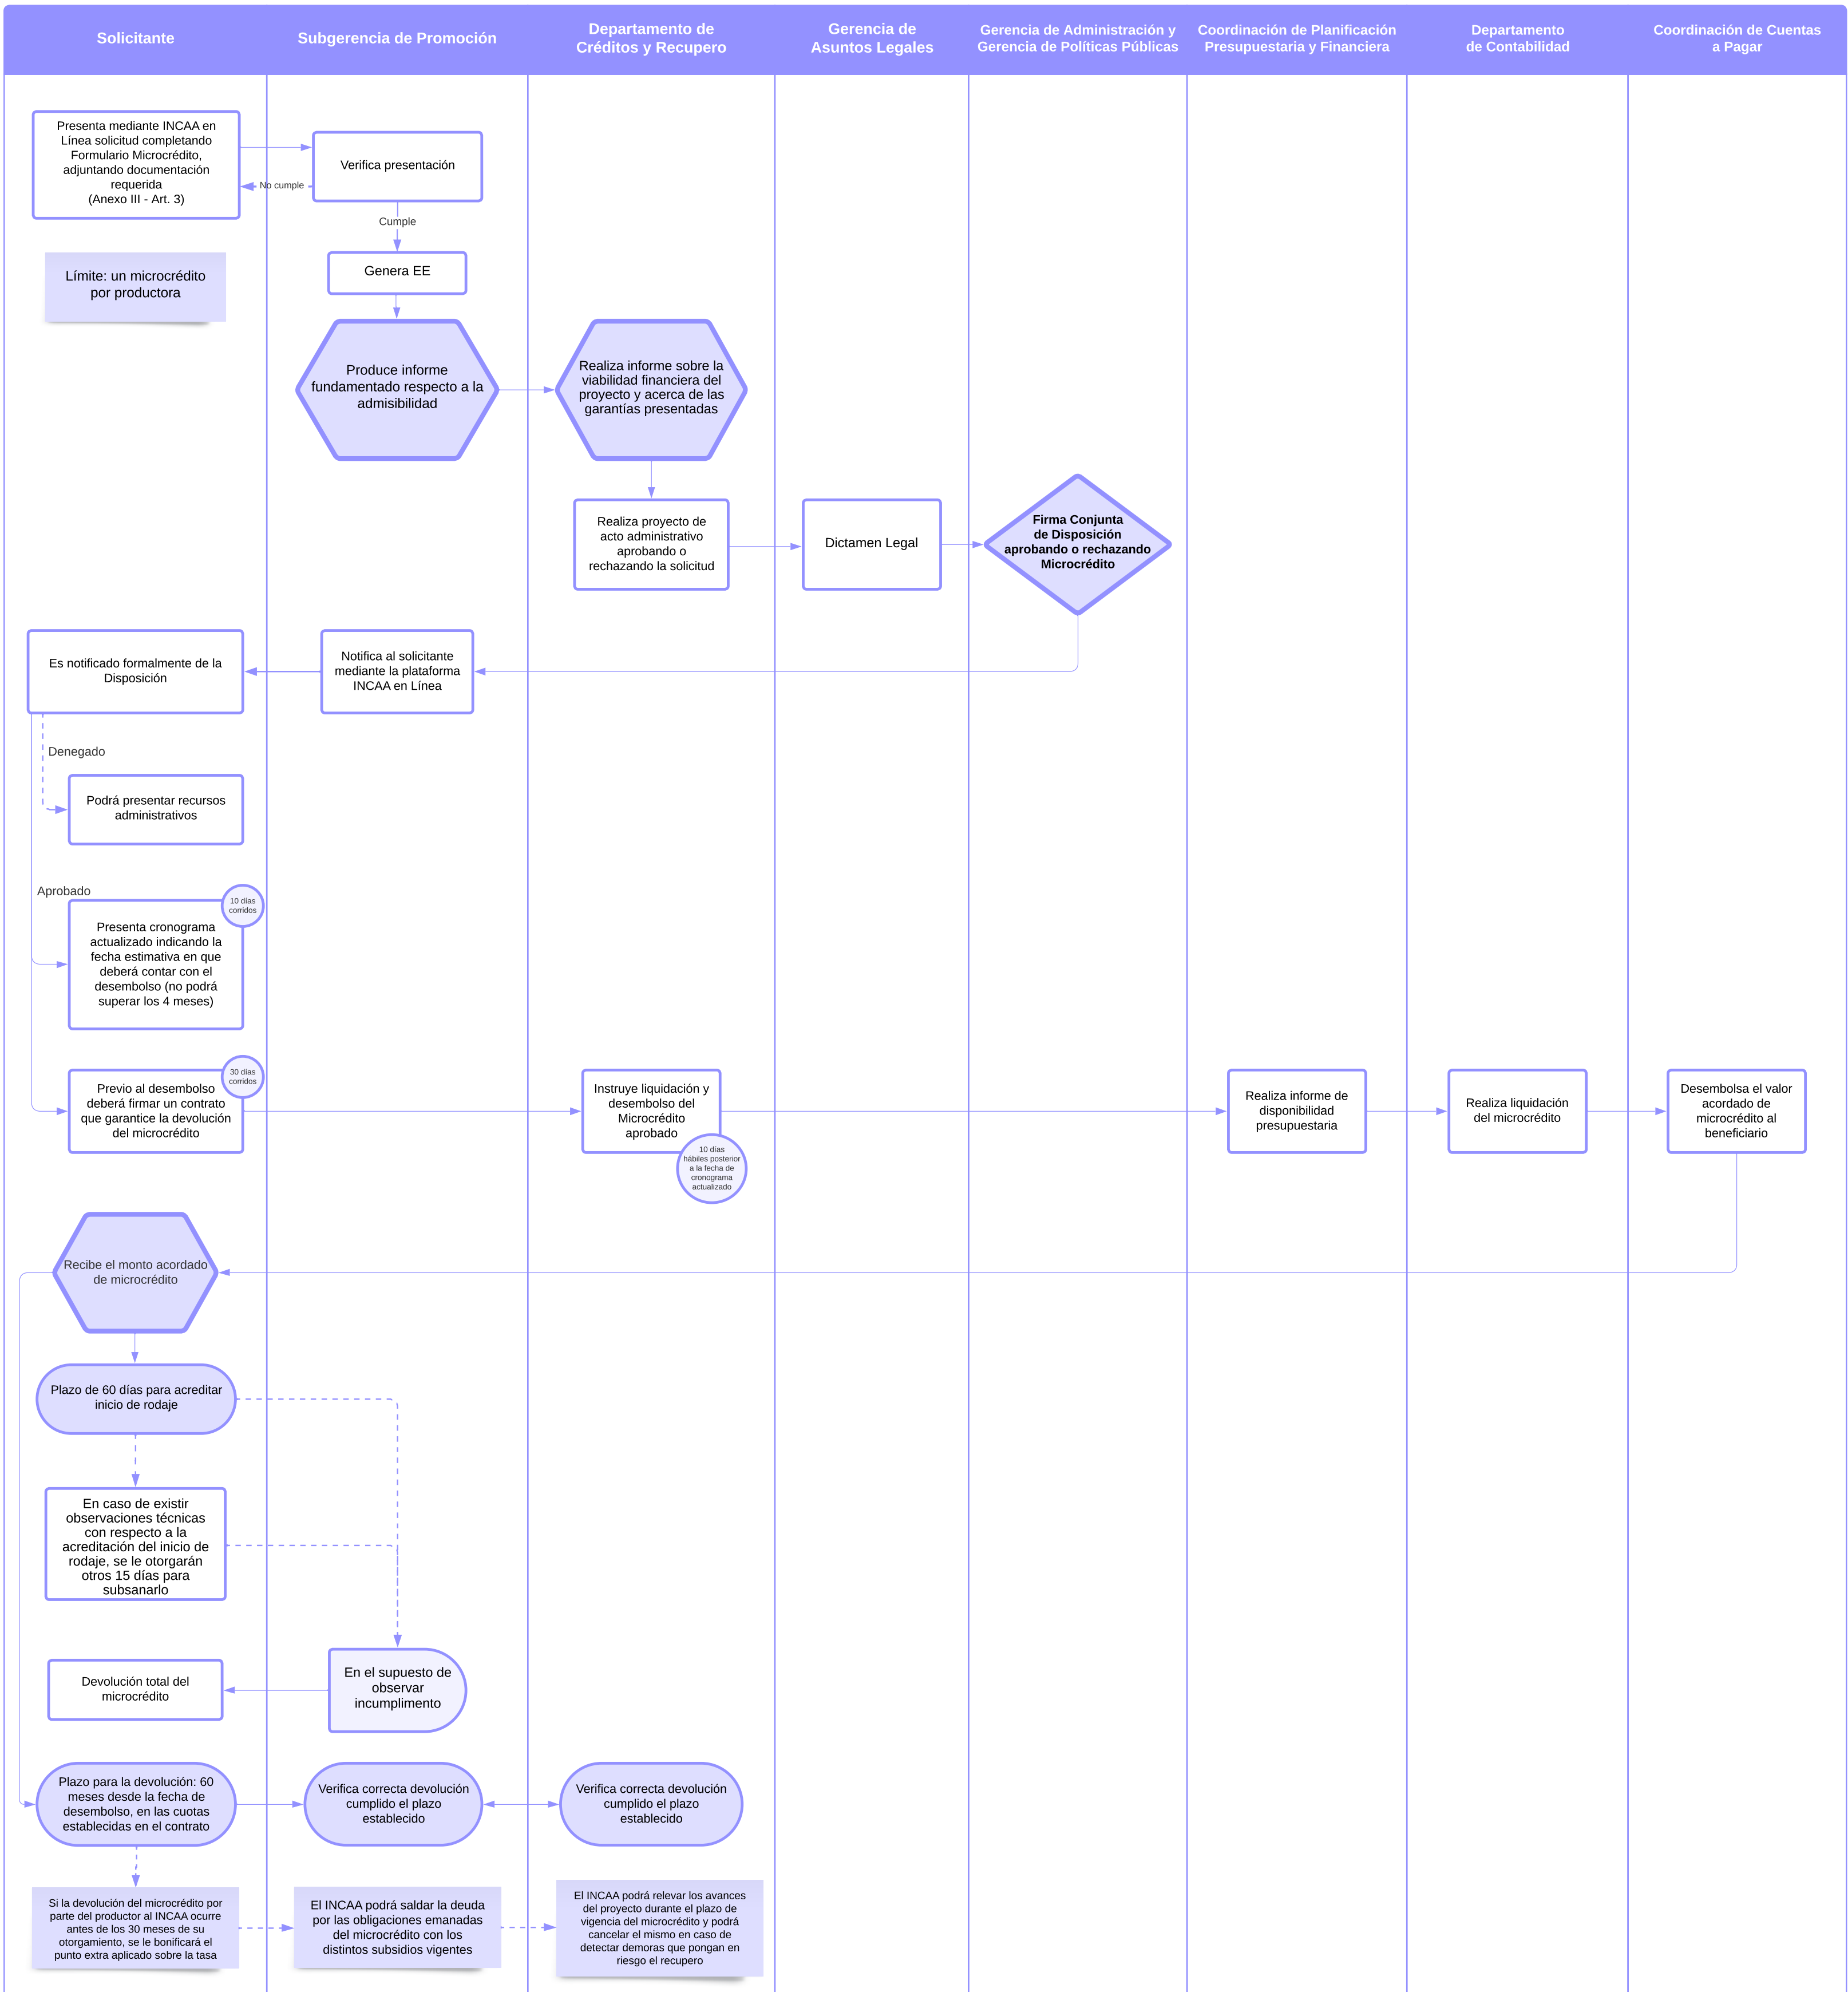 Solicitante
Subgerencia de Promoción
Departamento de
Créditos y Recupero
Gerencia de
Asuntos Legales
Gerencia de Administración y
Gerencia de Políticas Públicas
Coordinación de Planificación
Presupuestaria y Financiera
Departamento
de Contabilidad
Coordinación de Cuentas
a Pagar
Presenta mediante INCAA en
Línea solicitud completando
Formulario Microcrédito,
adjuntando documentación
requerida
(Anexo III - Art. 3)
Verifica presentación
No cumple
Cumple
Genera EE
Límite: un microcrédito
por productora
Produce informe
fundamentado respecto a la
admisibilidad
Realiza informe sobre la
viabilidad financiera del
proyecto y acerca de las
garantías presentadas
Realiza proyecto de
acto administrativo
aprobando o
rechazando la solicitud
Dictamen Legal
Firma Conjunta
de Disposición
aprobando o rechazando
Microcrédito
Es notificado formalmente de la
Disposición
Notifica al solicitante
mediante la plataforma
INCAA en Línea
Denegado
Podrá presentar recursos
administrativos
Aprobado
10 días
corridos
Presenta cronograma
actualizado indicando la
fecha estimativa en que
deberá contar con el
desembolso (no podrá
superar los 4 meses)
30 días
corridos
Previo al desembolso
deberá firmar un contrato
que garantice la devolución
del microcrédito
Instruye liquidación y
desembolso del
Microcrédito
aprobado
10 días
hábiles posterior
a la fecha de
cronograma
actualizado
Realiza informe de
disponibilidad
presupuestaria
Realiza liquidación
del microcrédito
Desembolsa el valor
acordado de
microcrédito al
beneficiario
Recibe el monto acordado
de microcrédito
Plazo de 60 días para acreditar
inicio de rodaje
En caso de existir
observaciones técnicas
con respecto a la
acreditación del inicio de
rodaje, se le otorgarán
otros 15 días para
subsanarlo
Devolución total del
microcrédito
En el supuesto de
observar
incumplimento
Plazo para la devolución: 60
meses desde la fecha de
desembolso, en las cuotas
establecidas en el contrato
Verifica correcta devolución
cumplido el plazo
establecido
Verifica correcta devolución
cumplido el plazo
establecido
Si la devolución del microcrédito por
parte del productor al INCAA ocurre
antes de los 30 meses de su
otorgamiento, se le bonificará el
punto extra aplicado sobre la tasa
El INCAA podrá saldar la deuda
por las obligaciones emanadas
del microcrédito con los
distintos subsidios vigentes
El INCAA podrá relevar los avances
del proyecto durante el plazo de
vigencia del microcrédito y podrá
cancelar el mismo en caso de
detectar demoras que pongan en
riesgo el recupero